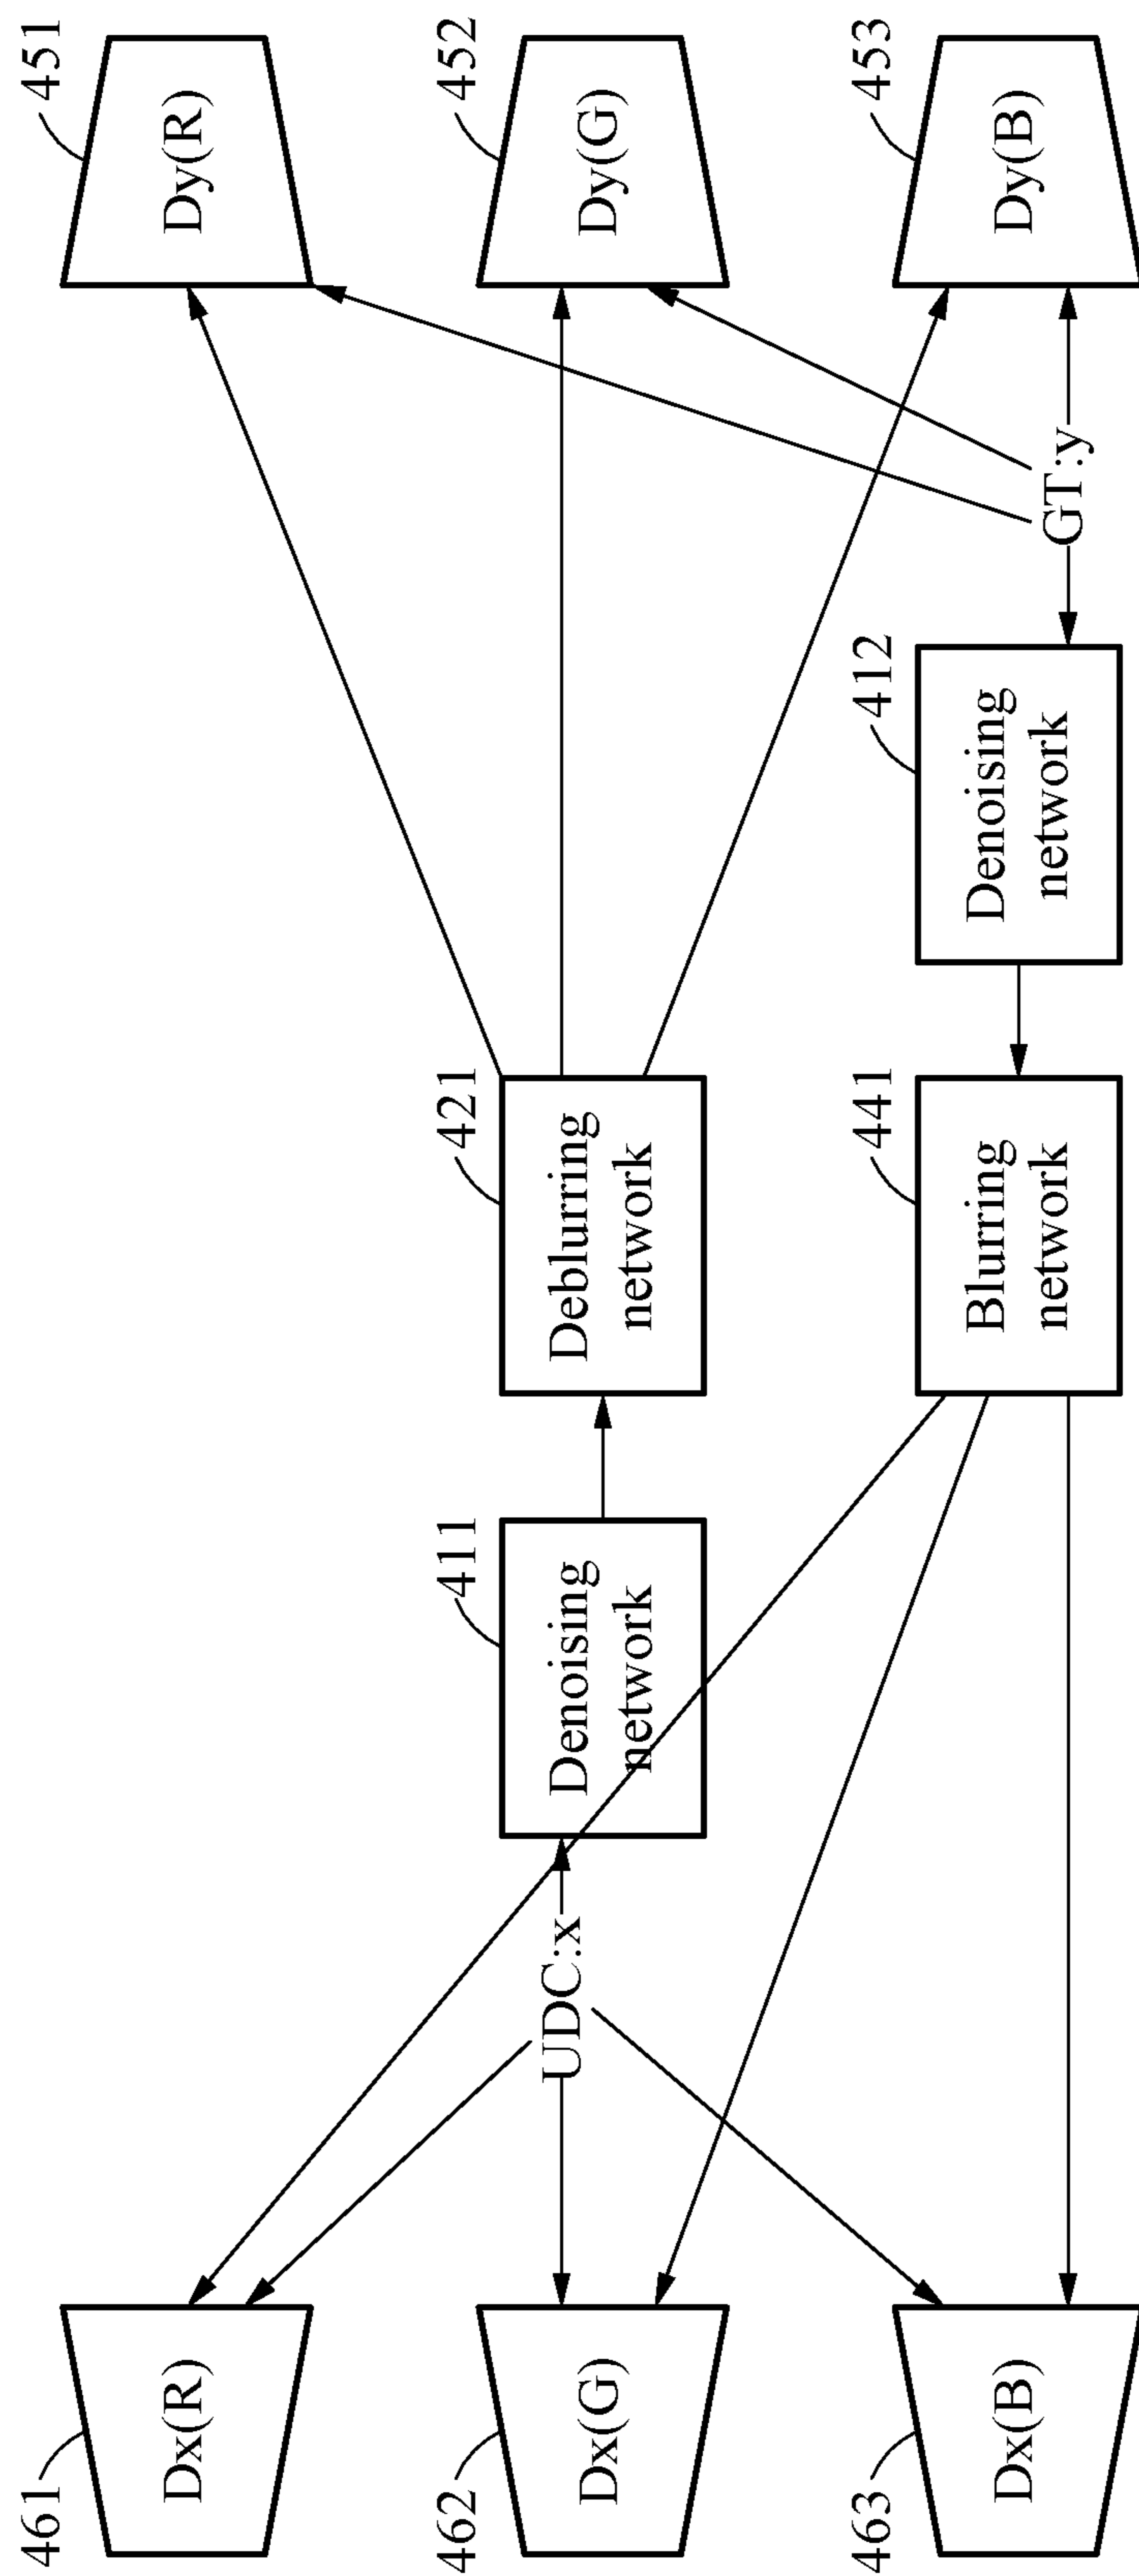 461
Dx(R)
451
Dy(R)
462
Dx(G)
UDC:x
411
Denoising
network
421
Deblurring
network
452
Dy(G)
463
Dx(B)
441
Blurring
network
412
Denoising
network
GT:y
453
Dy(B)